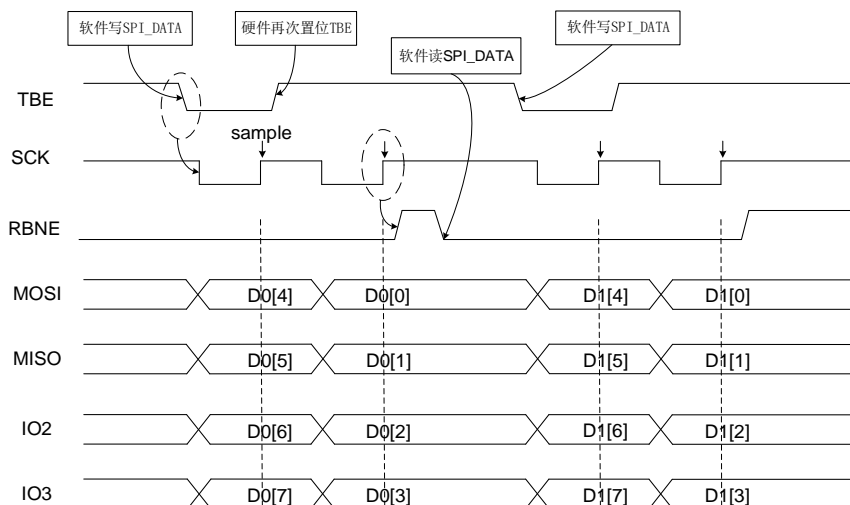 软件写SPI_DATA
硬件再次置位TBE
软件写SPI_DATA
软件读SPI_DATA
TBE
sample
SCK
RBNE
MOSI D0[4] D0[0] D1[4] D1[0]
MISO D0[5] D0[1] D1[5] D1[1]
IO2 D0[6] D0[2] D1[6] D1[2]
IO3 D0[7] D0[3] D1[7] D1[3]